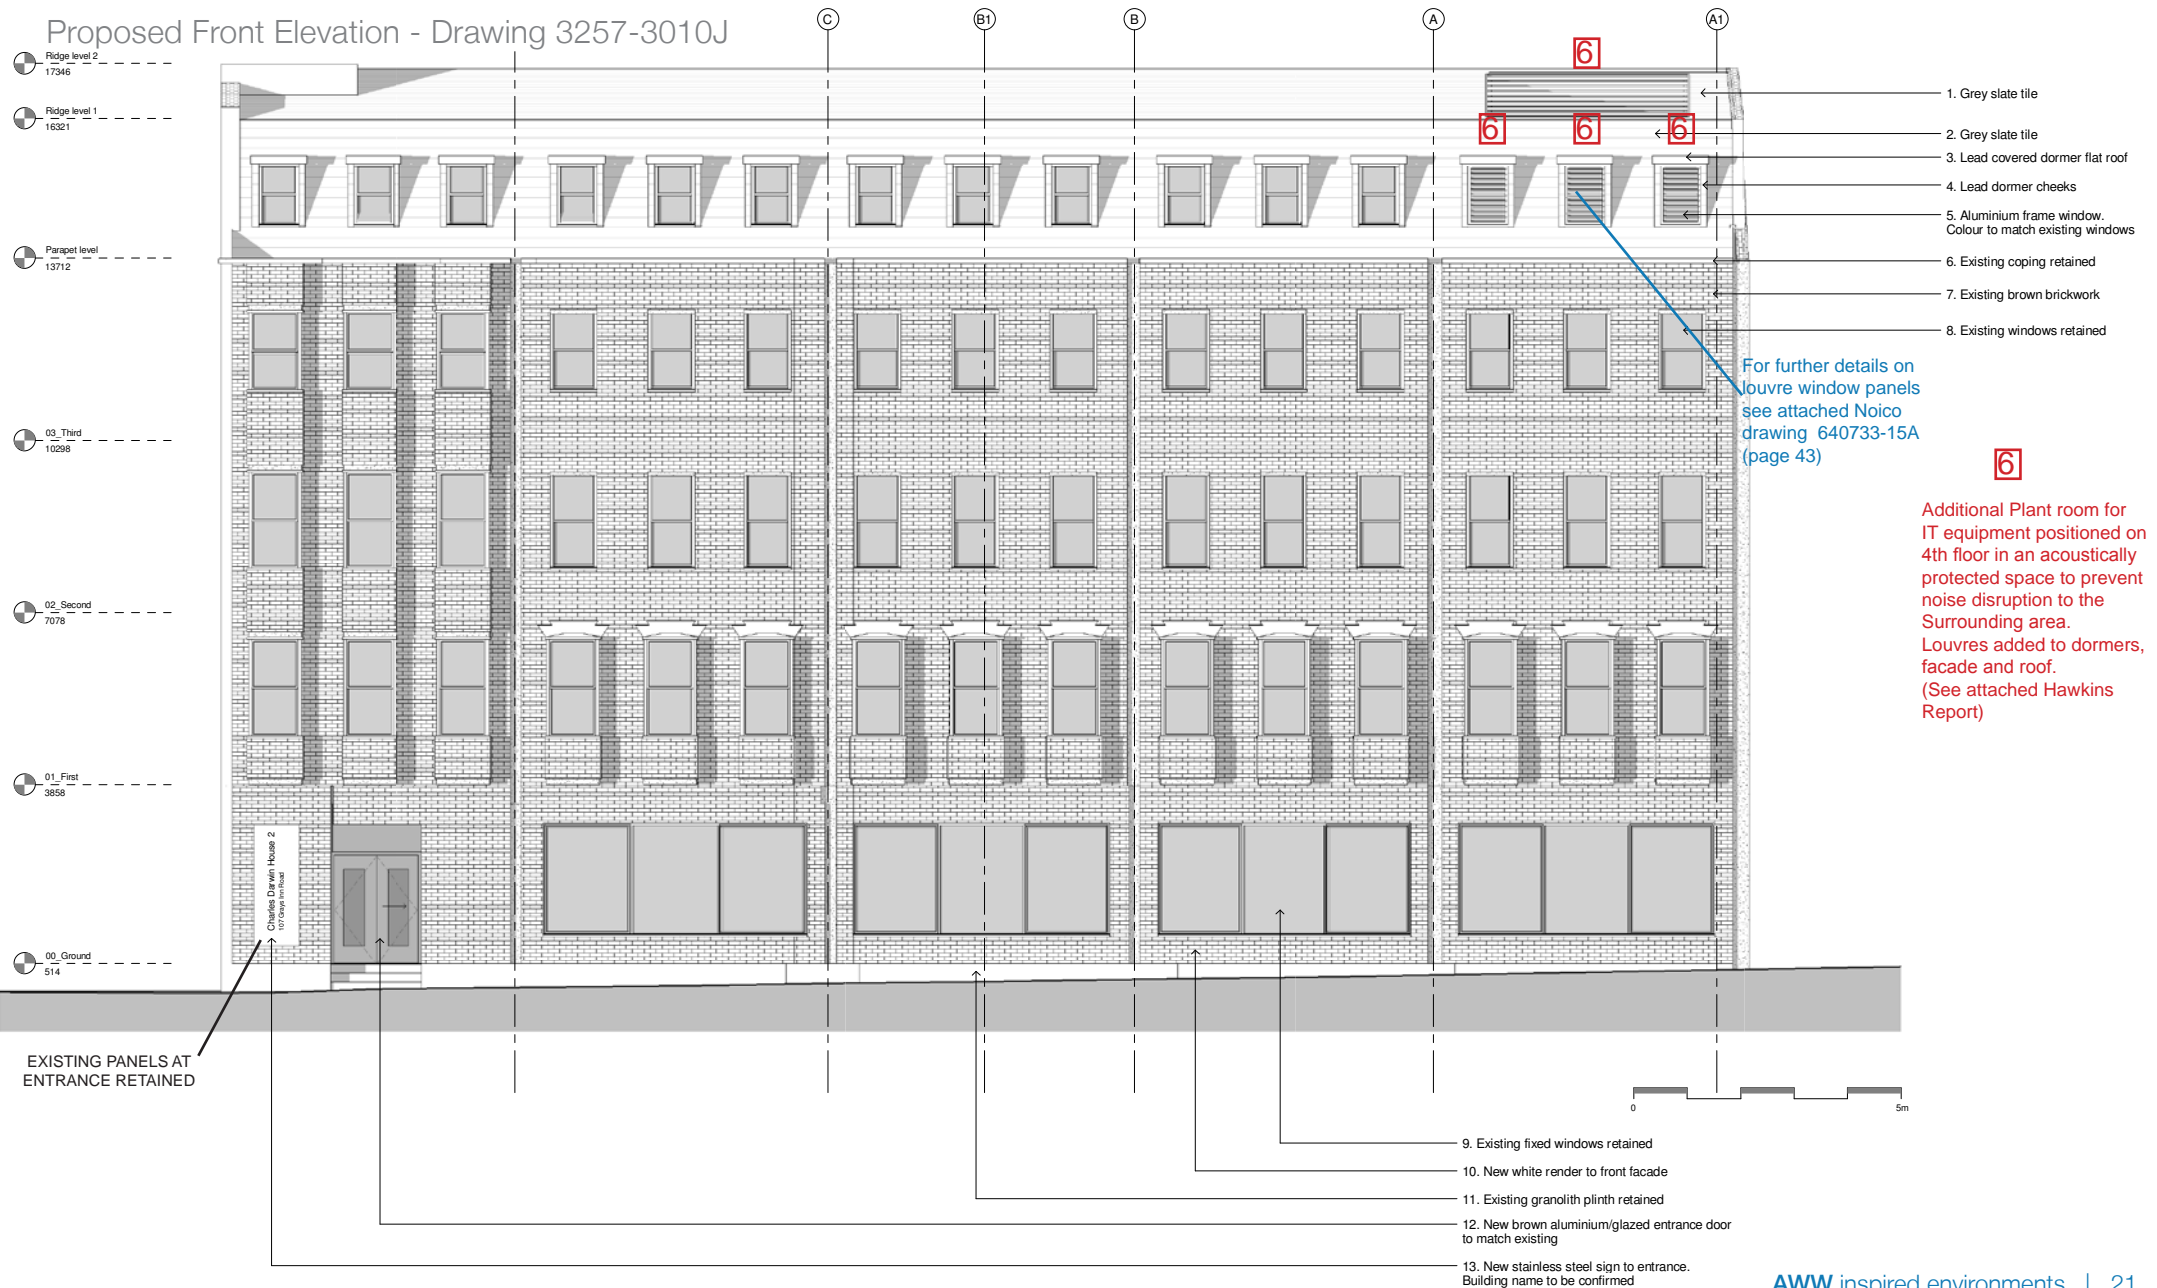 Proposed Front Elevation - Drawing 3257-3010J
C
B1
B
A
A1
Ridge level 2
17346
Ridge level 1
16321
Parapet level
13712
03_Third
10298
02_Second
7078
01_First
3858
00_Ground
514
6
6
6
6
1. Grey slate tile
2. Grey slate tile
3. Lead covered dormer flat roof
4. Lead dormer cheeks
5. Aluminium frame window.
Colour to match existing windows
6. Existing coping retained
7. Existing brown brickwork
8. Existing windows retained
For further details on
louvre window panels
see attached Noico
drawing 640733-15A
(page 43)
6
Additional Plant room for
IT equipment positioned on
4th floor in an acoustically
protected space to prevent
noise disruption to the
Surrounding area.
Louvres added to dormers,
facade and roof.
(See attached Hawkins
Report)
Charles Darwin House 2
107 Grays Inn Road
EXISTING PANELS AT
ENTRANCE RETAINED
0
5m
9. Existing fixed windows retained
10. New white render to front facade
11. Existing granolith plinth retained
12. New brown aluminium/glazed entrance door
to match existing
13. New stainless steel sign to entrance.
Building name to be confirmed
AWW inspired environments | 21